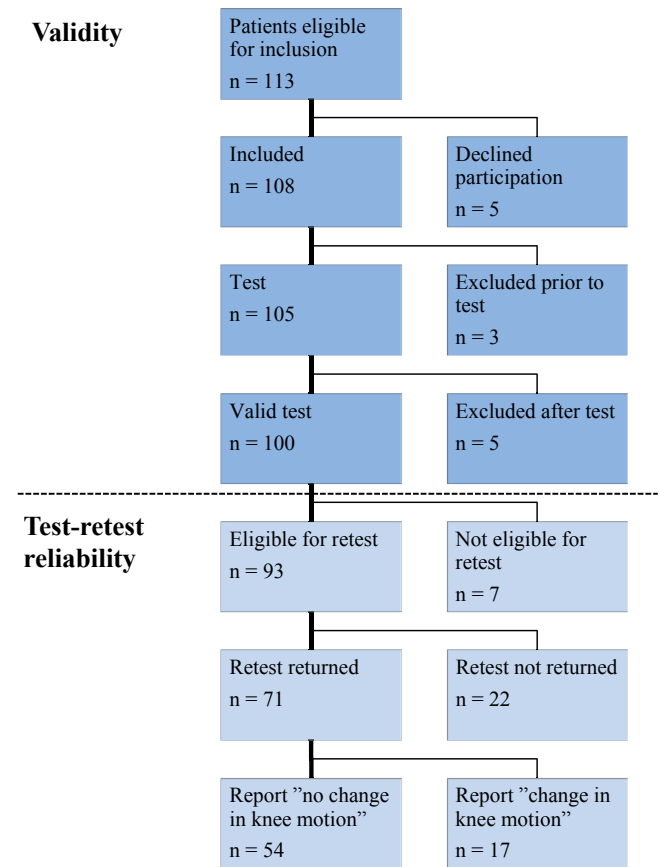 Validity
Patients eligible
for inclusion
n = 113
Included
n = 108
Declined
participation
n = 5
Test
n = 105
Excluded prior to
test
n = 3
Valid test
n = 100
Excluded after test
n = 5
Test-retest
reliability
Eligible for retest
n = 93
Not eligible for
retest
n = 7
Retest returned
n = 71
Retest not returned
n = 22
Report ”no change
in knee motion”
n = 54
Report ”change in
knee motion”
n = 17